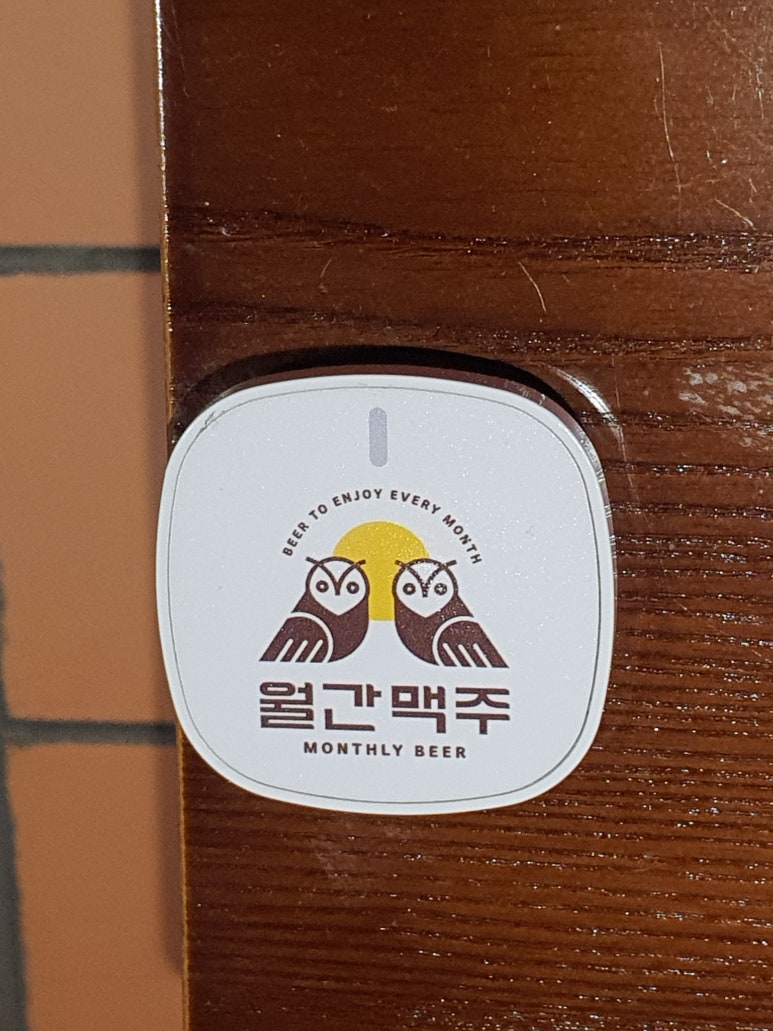 BEER TO ENJOY EVERY MONTH
월간맥주
MONTHLY BEER